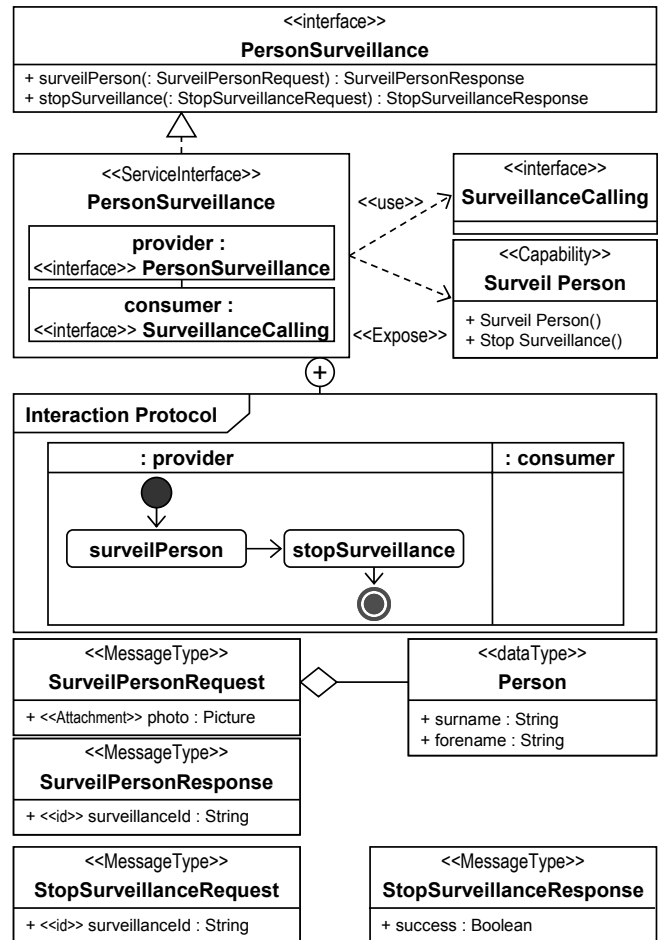 <<interface>>
PersonSurveillance
+ surveilPerson(: SurveilPersonRequest) : SurveilPersonResponse
+ stopSurveillance(: StopSurveillanceRequest) : StopSurveillanceResponse
<<ServiceInterface>>
PersonSurveillance
provider :
<<interface>> PersonSurveillance
consumer :
<<interface>> SurveillanceCalling
<<use>>
<<Expose>>
<<interface>>
SurveillanceCalling
<<Capability>>
Surveil Person
+ Surveil Person()
+ Stop Surveillance()
+
Interaction Protocol
: provider
: consumer
surveilPerson
stopSurveillance
<<MessageType>>
SurveilPersonRequest
+ <<Attachment>> photo : Picture
<<dataType>>
Person
+ surname : String
+ forename : String
<<MessageType>>
SurveilPersonResponse
+ <<id>> surveillanceId : String
<<MessageType>>
StopSurveillanceRequest
+ <<id>> surveillanceId : String
<<MessageType>>
StopSurveillanceResponse
+ success : Boolean